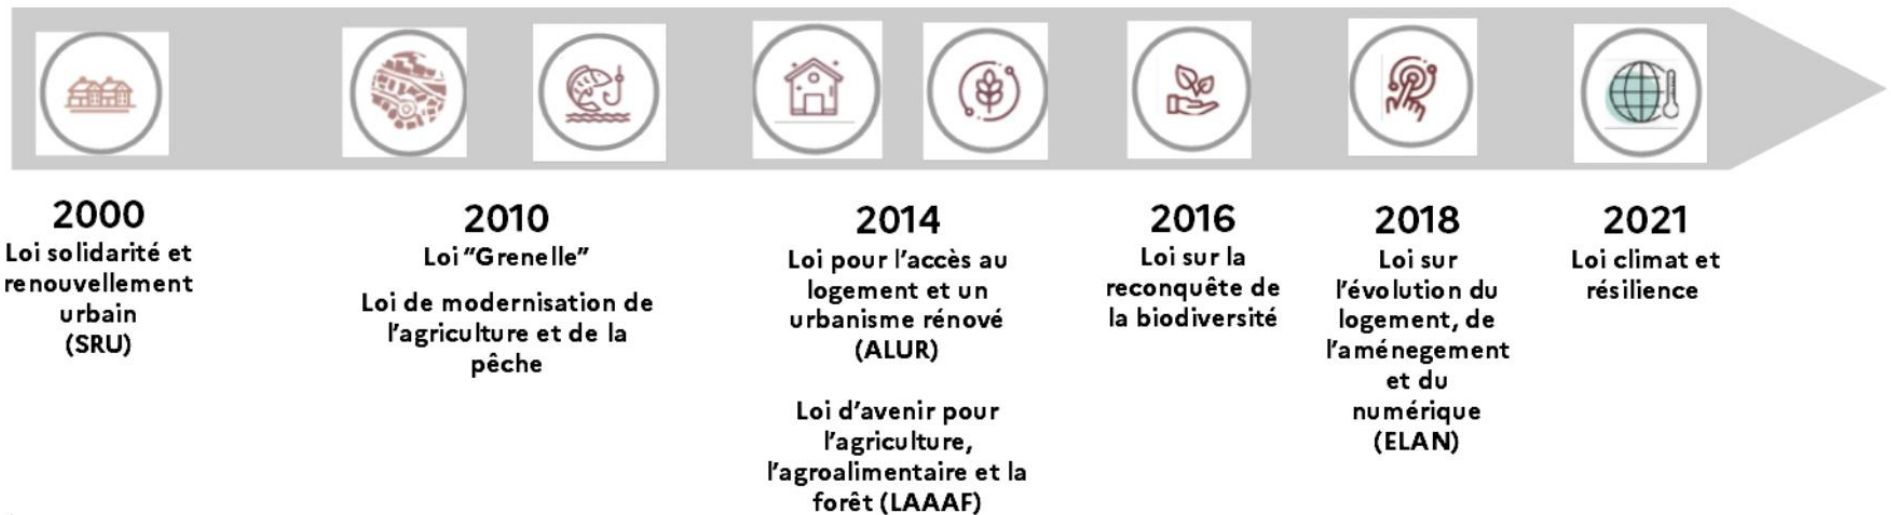 2000
Loi solidarité et
renouvellement
urbain
(SRU)
2010
Loi "Grenelle"
Loi de modernisation de
l'agriculture et de la
pêche
2014
Loi pour l'accès au
logement et un
urbanisme rénové
(ALUR)
Loi d'avenir pour
l'agriculture,
l'agroalimentaire et la
forêt (LAAAF)
2016
Loi sur la
reconquête de
la biodiversité
2018
Loi sur
l'évolution du
logement, de
l'aménegement
et du
numérique
(ELAN)
2021
Loi climat et
résilience